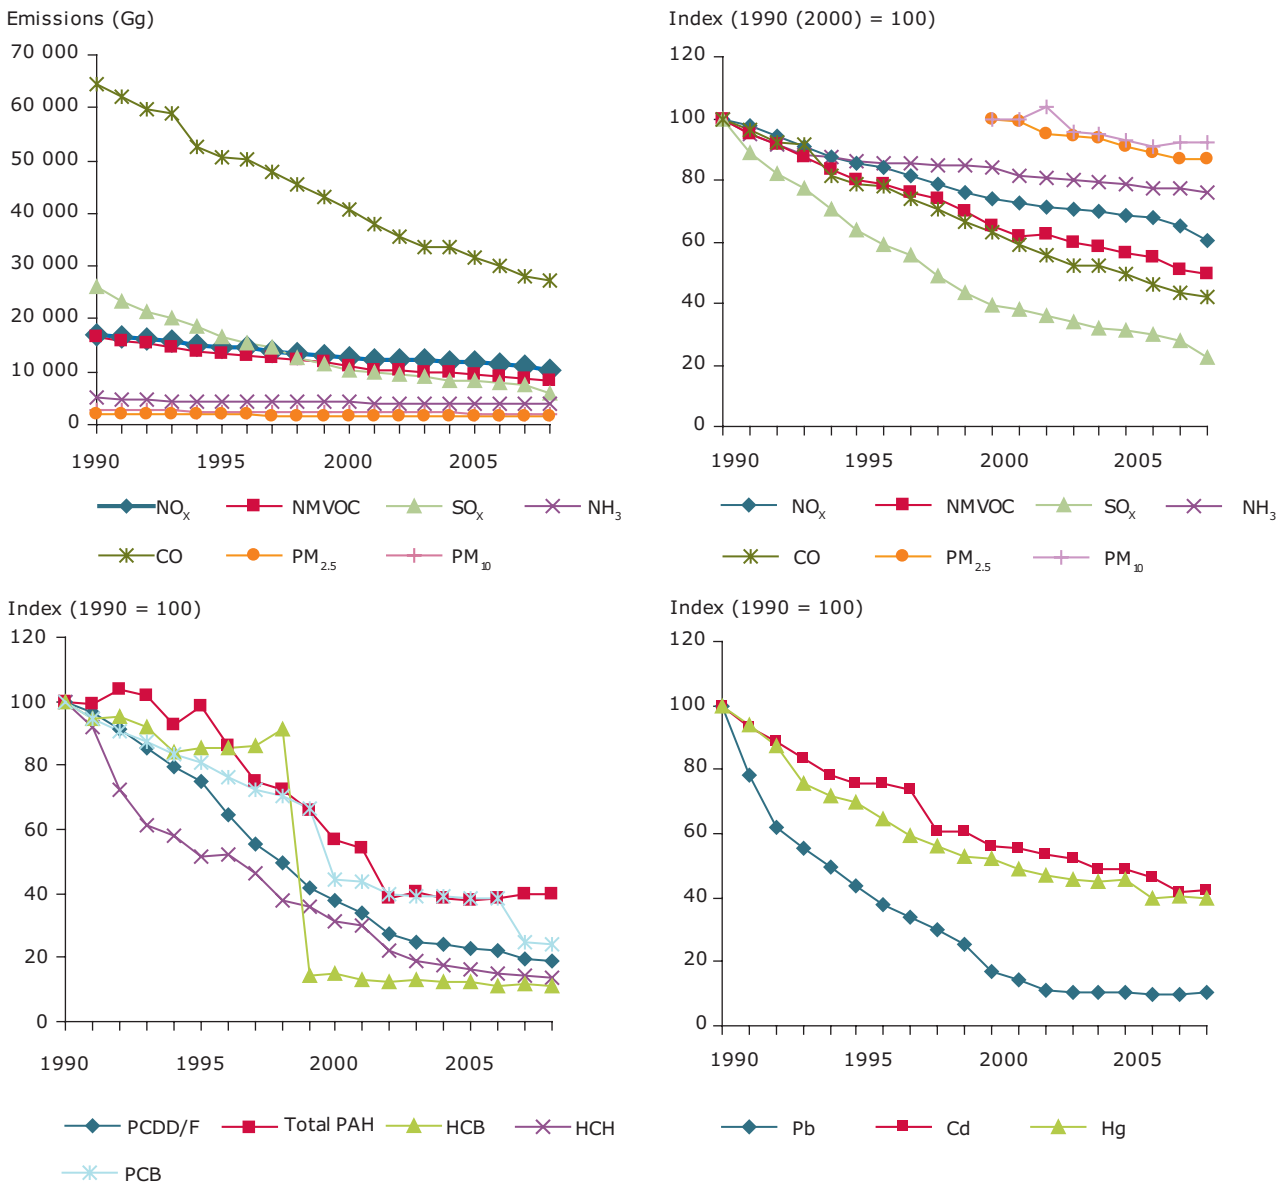 Emissions (Gg)
70 000
60 000
50 000
40 000
30 000
20 000
10 000
0
1990 1995 2000 2005
NOX NMVOC SOX NH3
CO PM2.5 PM10
Index (1990 (2000) = 100)
120
100
80
60
40
20
0
1990 1995 2000 2005
NOX NMVOC SOX NH3
CO PM2.5 PM10
Index (1990 = 100)
120
100
80
60
40
20
0
1990 1995 2000 2005
PCDD/F Total PAH HCB HCH
PCB
Index (1990 = 100)
120
100
80
60
40
20
0
1990 1995 2000 2005
Pb Cd Hg